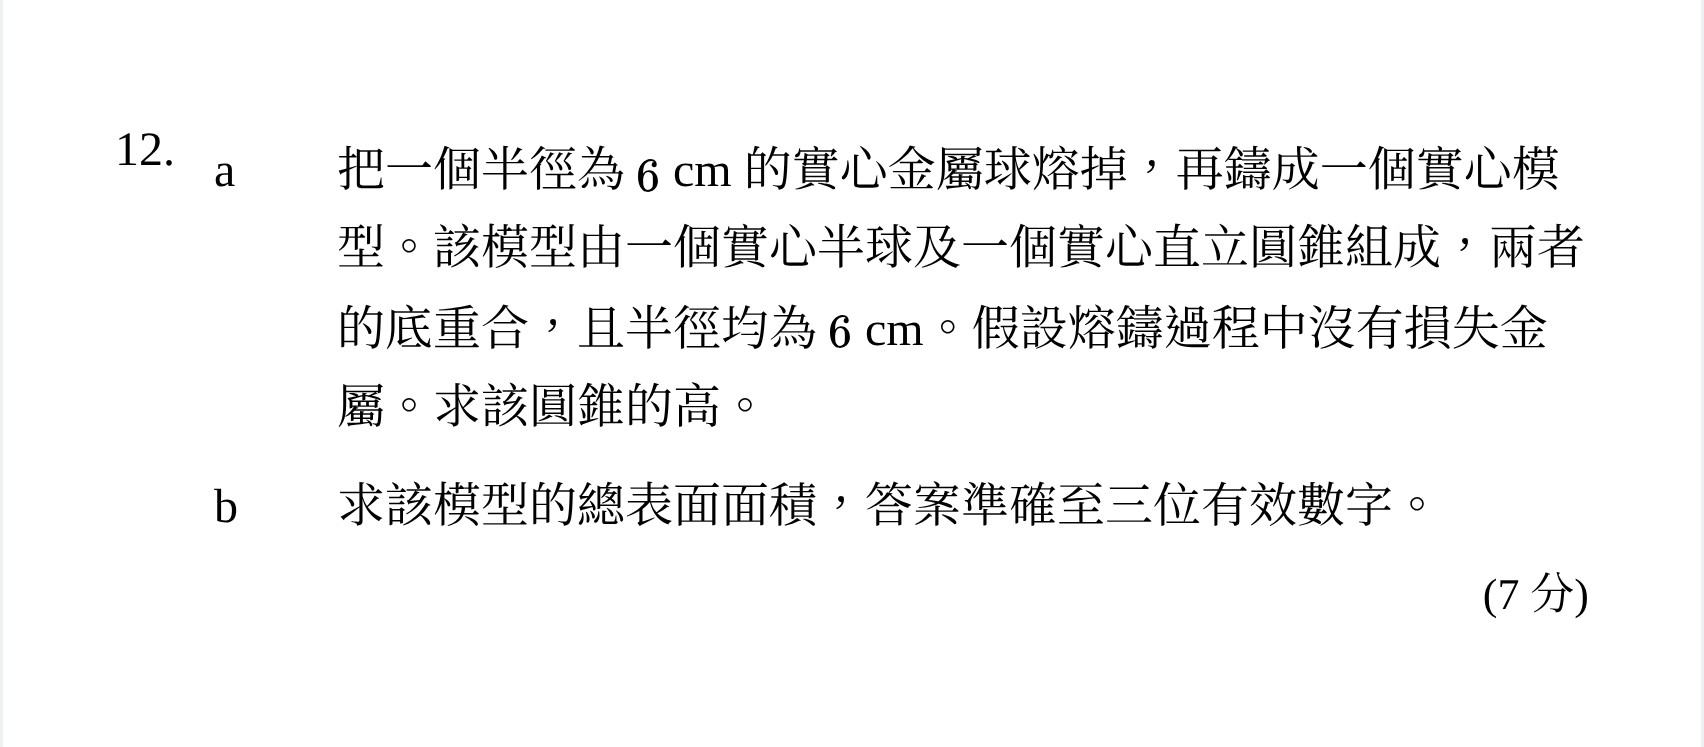 12. a 把一個半徑為 6 cm 的實心金屬球熔掉，再鑄成一個實心模
型。該模型由一個實心半球及一個實心直立圓錐組成，兩者
的底重合，且半徑均為 6 cm。假設熔鑄過程中沒有損失金
屬。求該圓錐的高。
b 求該模型的總表面面積，答案準確至三位有效數字。
(7 分)